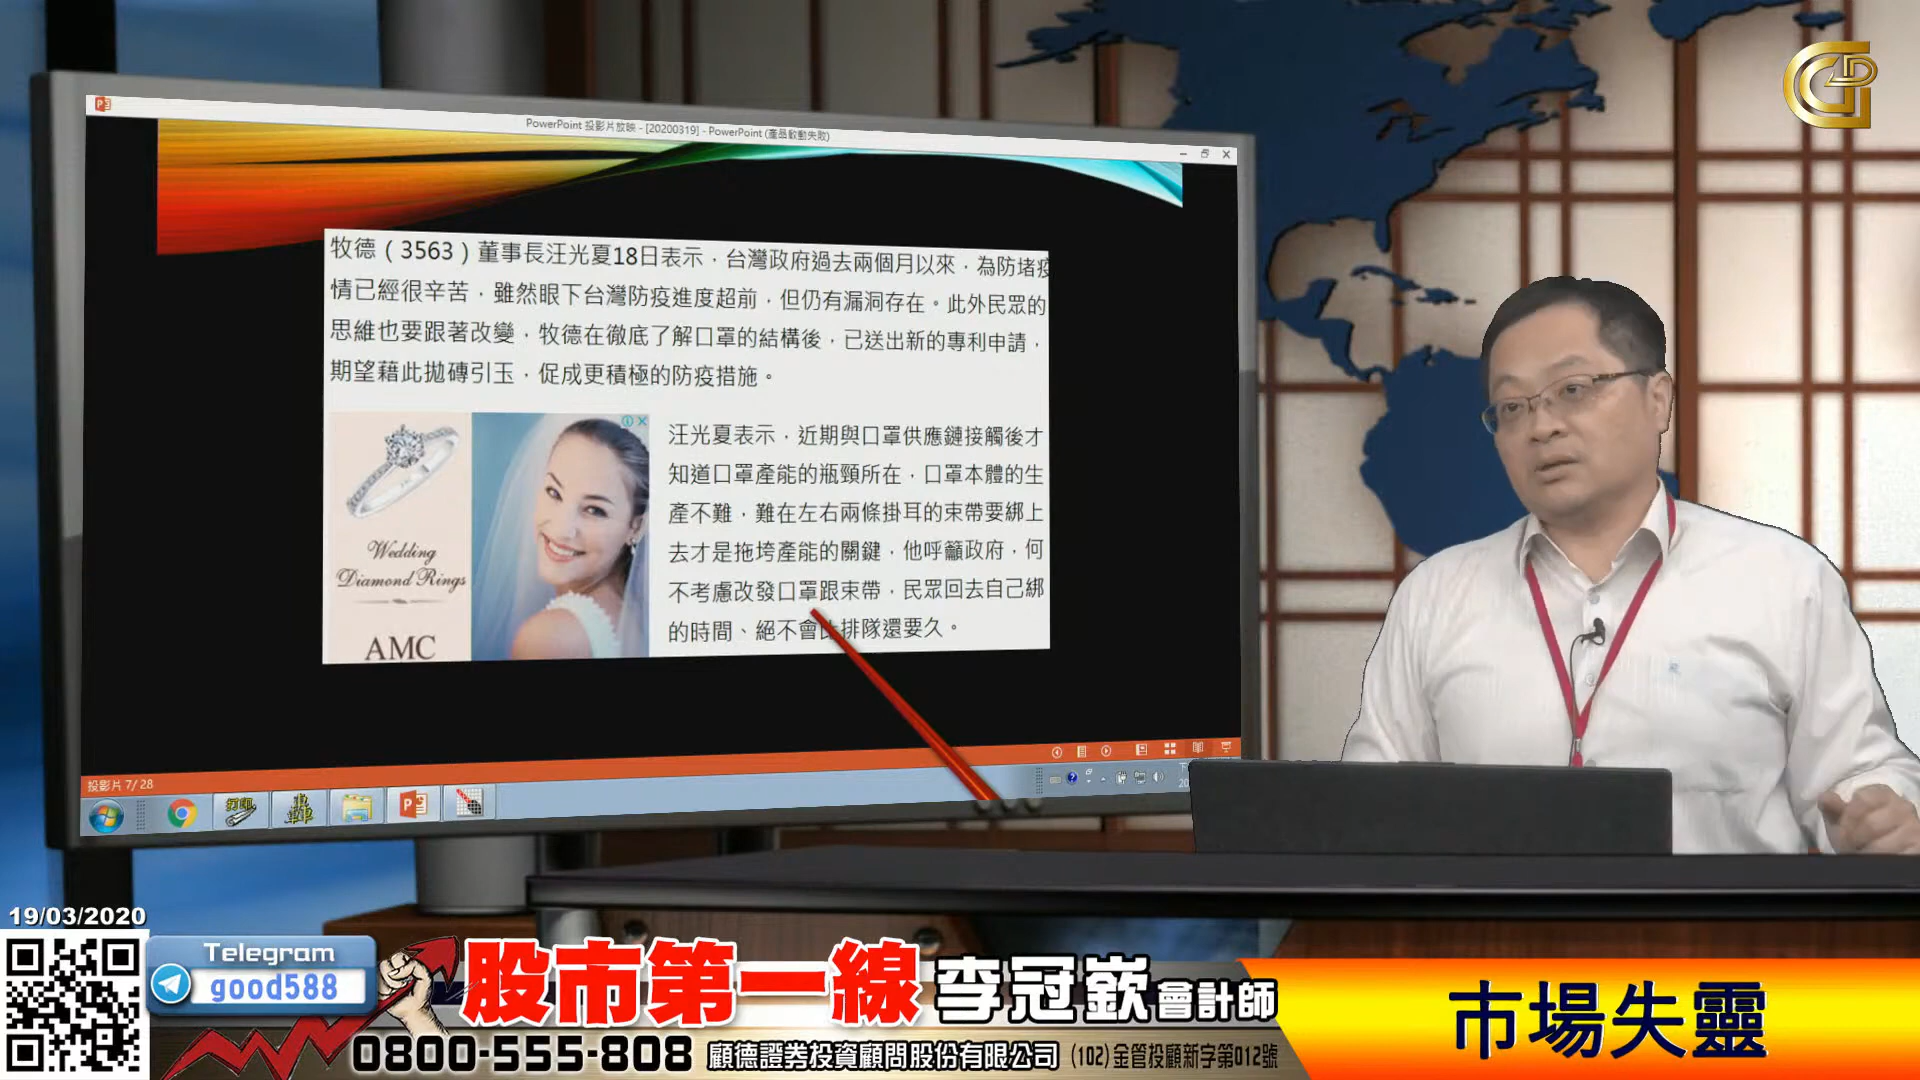 PowerPoint 投影片放映 - [20200319] - PowerPoint (產品啟動失敗)
牧德（3563）董事長汪光夏18日表示，台灣政府過去兩個月以來，為防堵疫
情已經很辛苦，雖然眼下台灣防疫進度超前，但仍有漏洞存在。此外民眾的
思維也要跟著改變，牧德在徹底了解口罩的結構後，已送出新的專利申請，
期望藉此拋磚引玉，促成更積極的防疫措施。
汪光夏表示，近期與口罩供應鏈接觸後才
知道口罩產能的瓶頸所在，口罩本體的生
產不難，難在左右兩條掛耳的束帶要綁上
去才是拖垮產能的關鍵，他呼籲政府，何
不考慮改發口罩跟束帶，民眾回去自己綁
的時間、絕不會比排隊還要久。
Wedding
Diamond Rings
AMC
投影片 7/28
19/03/2020
Telegram
good588
股市第一線 李冠嶔會計師
0800-555-808 顧德證券投資顧問股份有限公司 (102)金管投顧新字第012號
市場失靈